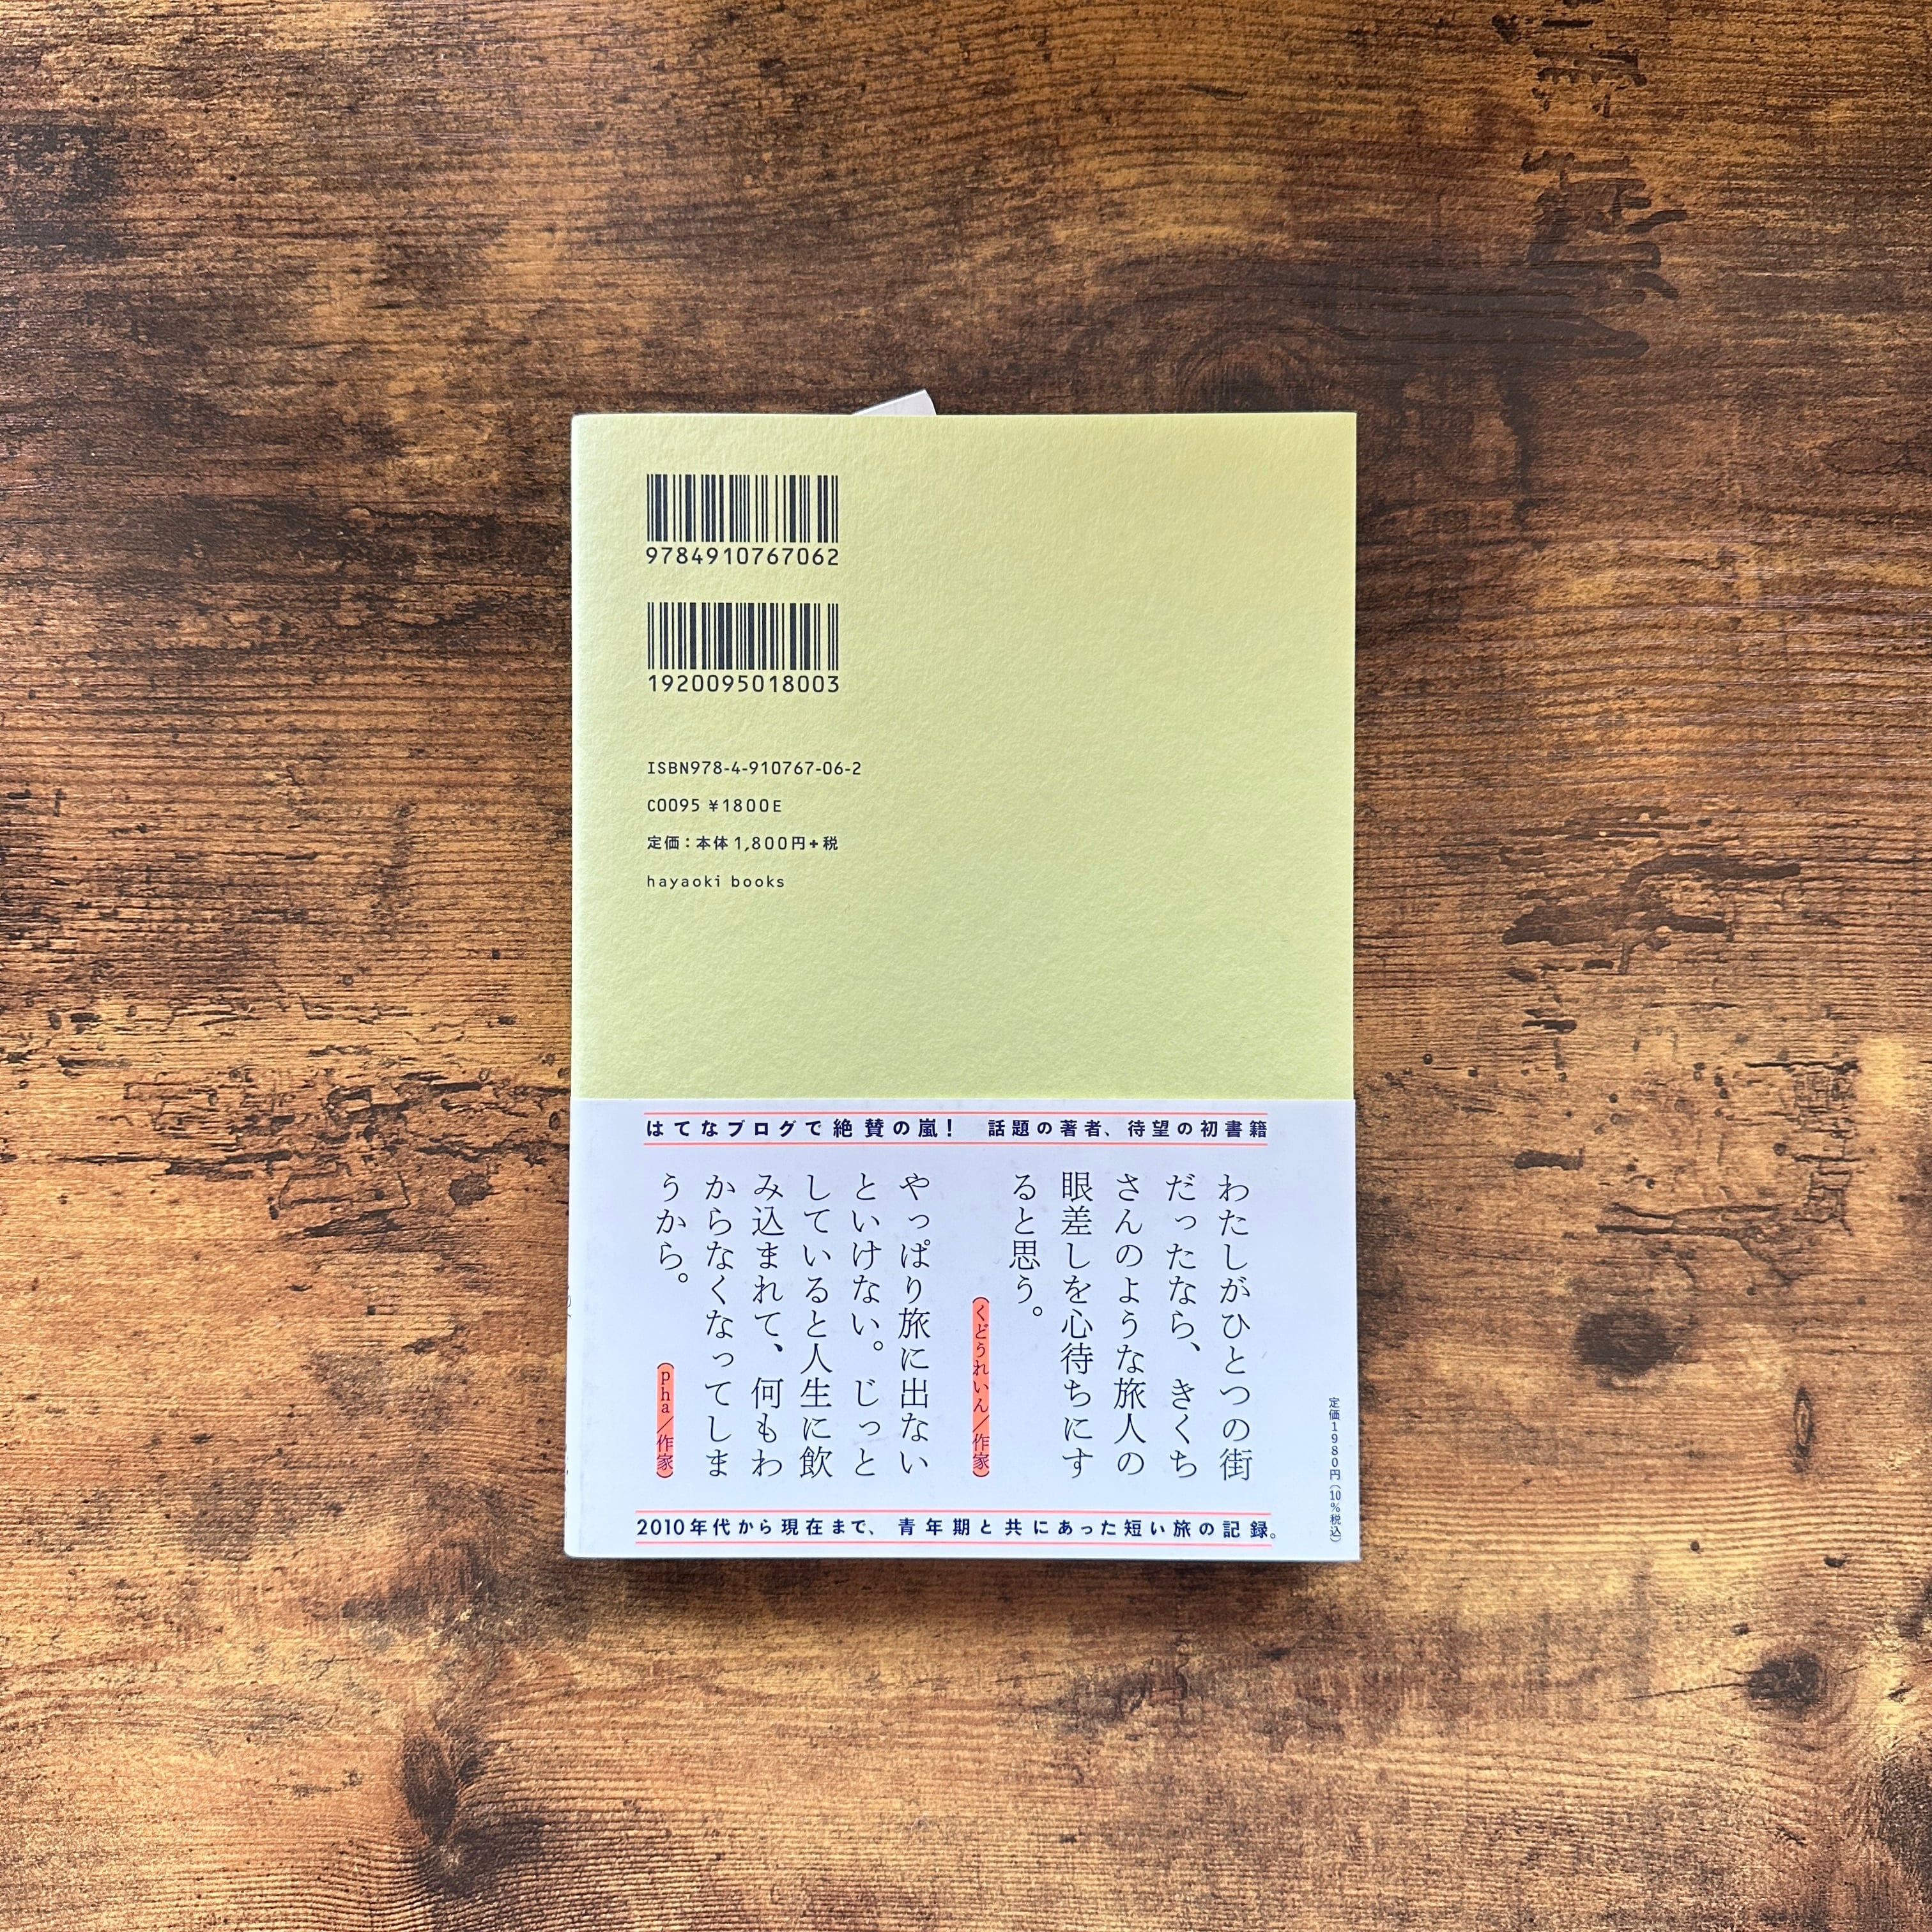 9784910767062
1920095018003
ISBN978-4-910767-06-2
C0095 ¥1800E
定価：本体1,800円+税
hayaoki books
はてなブログで絶賛の嵐！　話題の著者、待望の初書籍
わたしがひとつの街
だったなら、きくち
さんのような旅人の
眼差しを心待ちにす
ると思う。
くどうれいん／作家
やっぱり旅に出ない
といけない。じっと
していると人生に飲
み込まれて、何もわ
からなくなってしま
うから。
pha／作家
2010年代から現在まで、青年期と共にあった短い旅の記録。
定価1980円（10%税込）